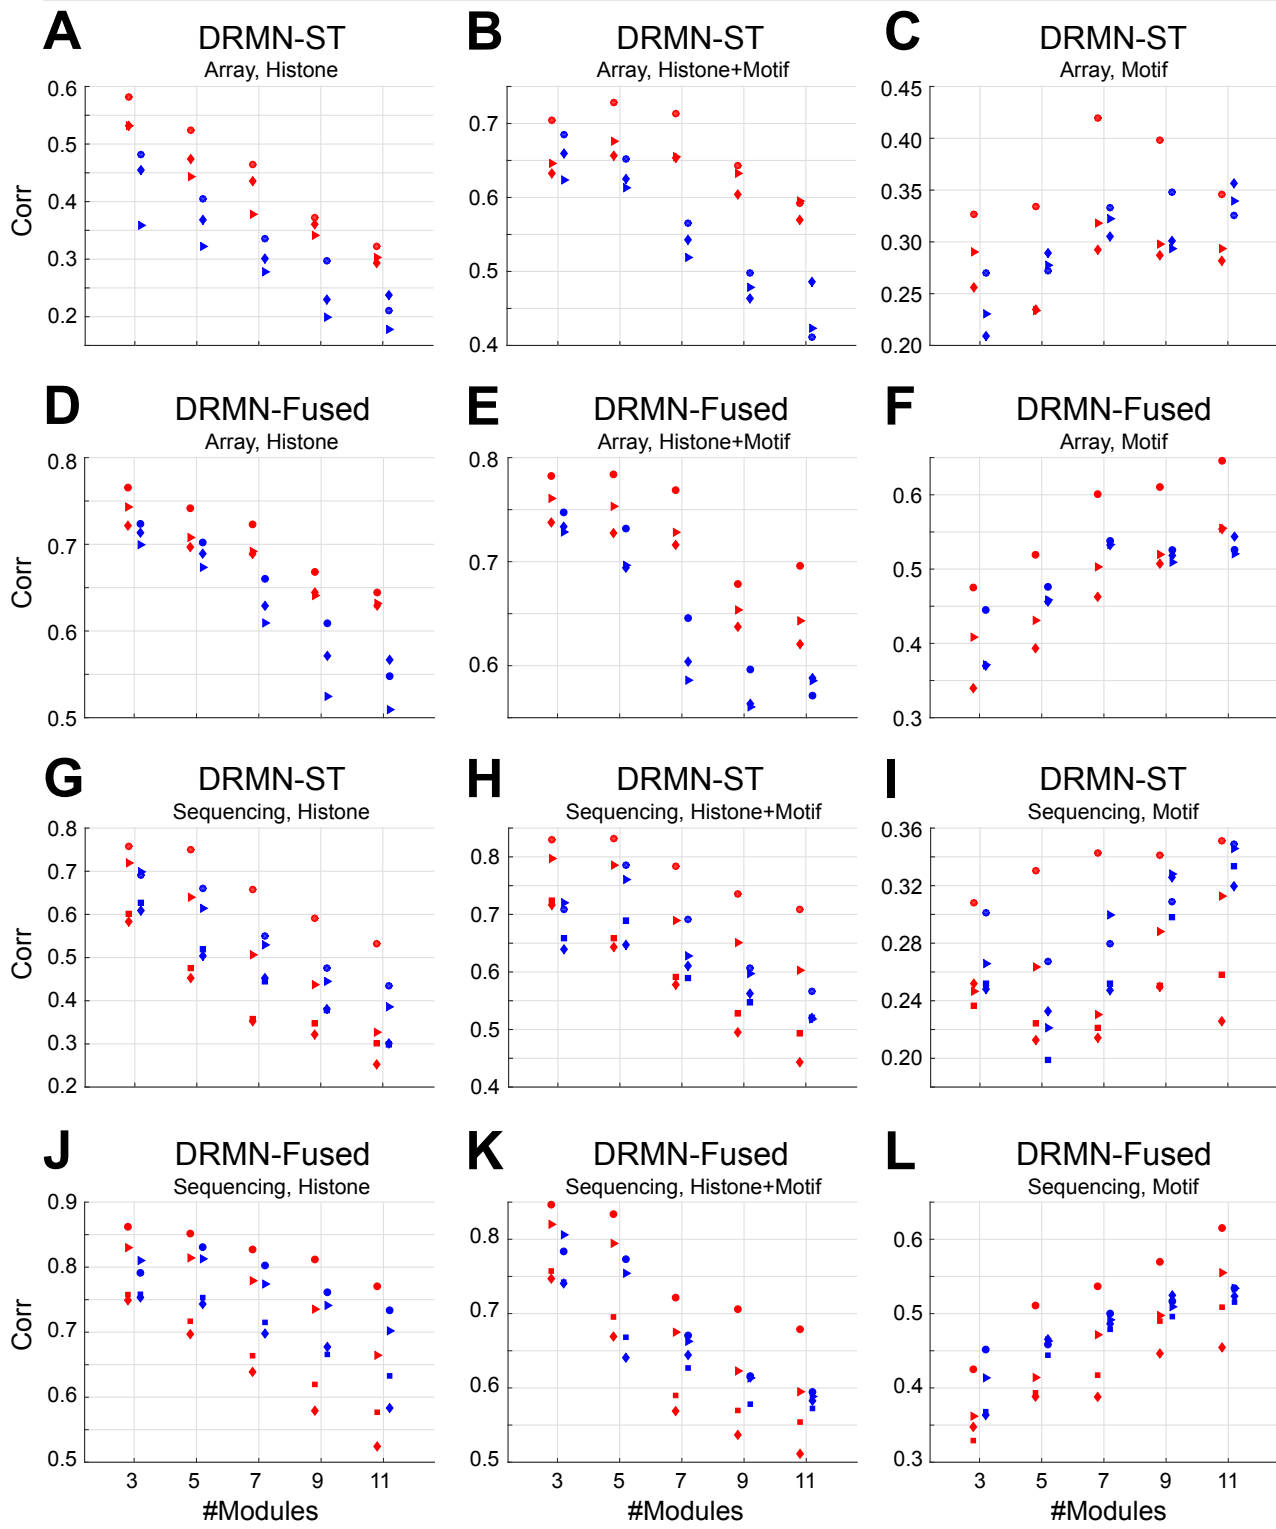 A DRMN-ST
Array, Histone
B DRMN-ST
Array, Histone+Motif
C DRMN-ST
Array, Motif
Corr
0.6
0.5
0.4
0.3
0.2
0.7
0.6
0.5
0.4
0.45
0.40
0.35
0.30
0.25
0.20
D DRMN-Fused
Array, Histone
E DRMN-Fused
Array, Histone+Motif
F DRMN-Fused
Array, Motif
Corr
0.8
0.7
0.6
0.5
0.8
0.7
0.6
0.6
0.5
0.4
0.3
G DRMN-ST
Sequencing, Histone
H DRMN-ST
Sequencing, Histone+Motif
I DRMN-ST
Sequencing, Motif
Corr
0.8
0.7
0.6
0.5
0.4
0.3
0.2
0.8
0.7
0.6
0.5
0.4
0.36
0.32
0.28
0.24
0.20
J DRMN-Fused
Sequencing, Histone
K DRMN-Fused
Sequencing, Histone+Motif
L DRMN-Fused
Sequencing, Motif
Corr
0.9
0.8
0.7
0.6
0.5
0.8
0.7
0.6
0.5
0.6
0.5
0.4
0.3
3 5 7 9 11
#Modules
3 5 7 9 11
#Modules
3 5 7 9 11
#Modules